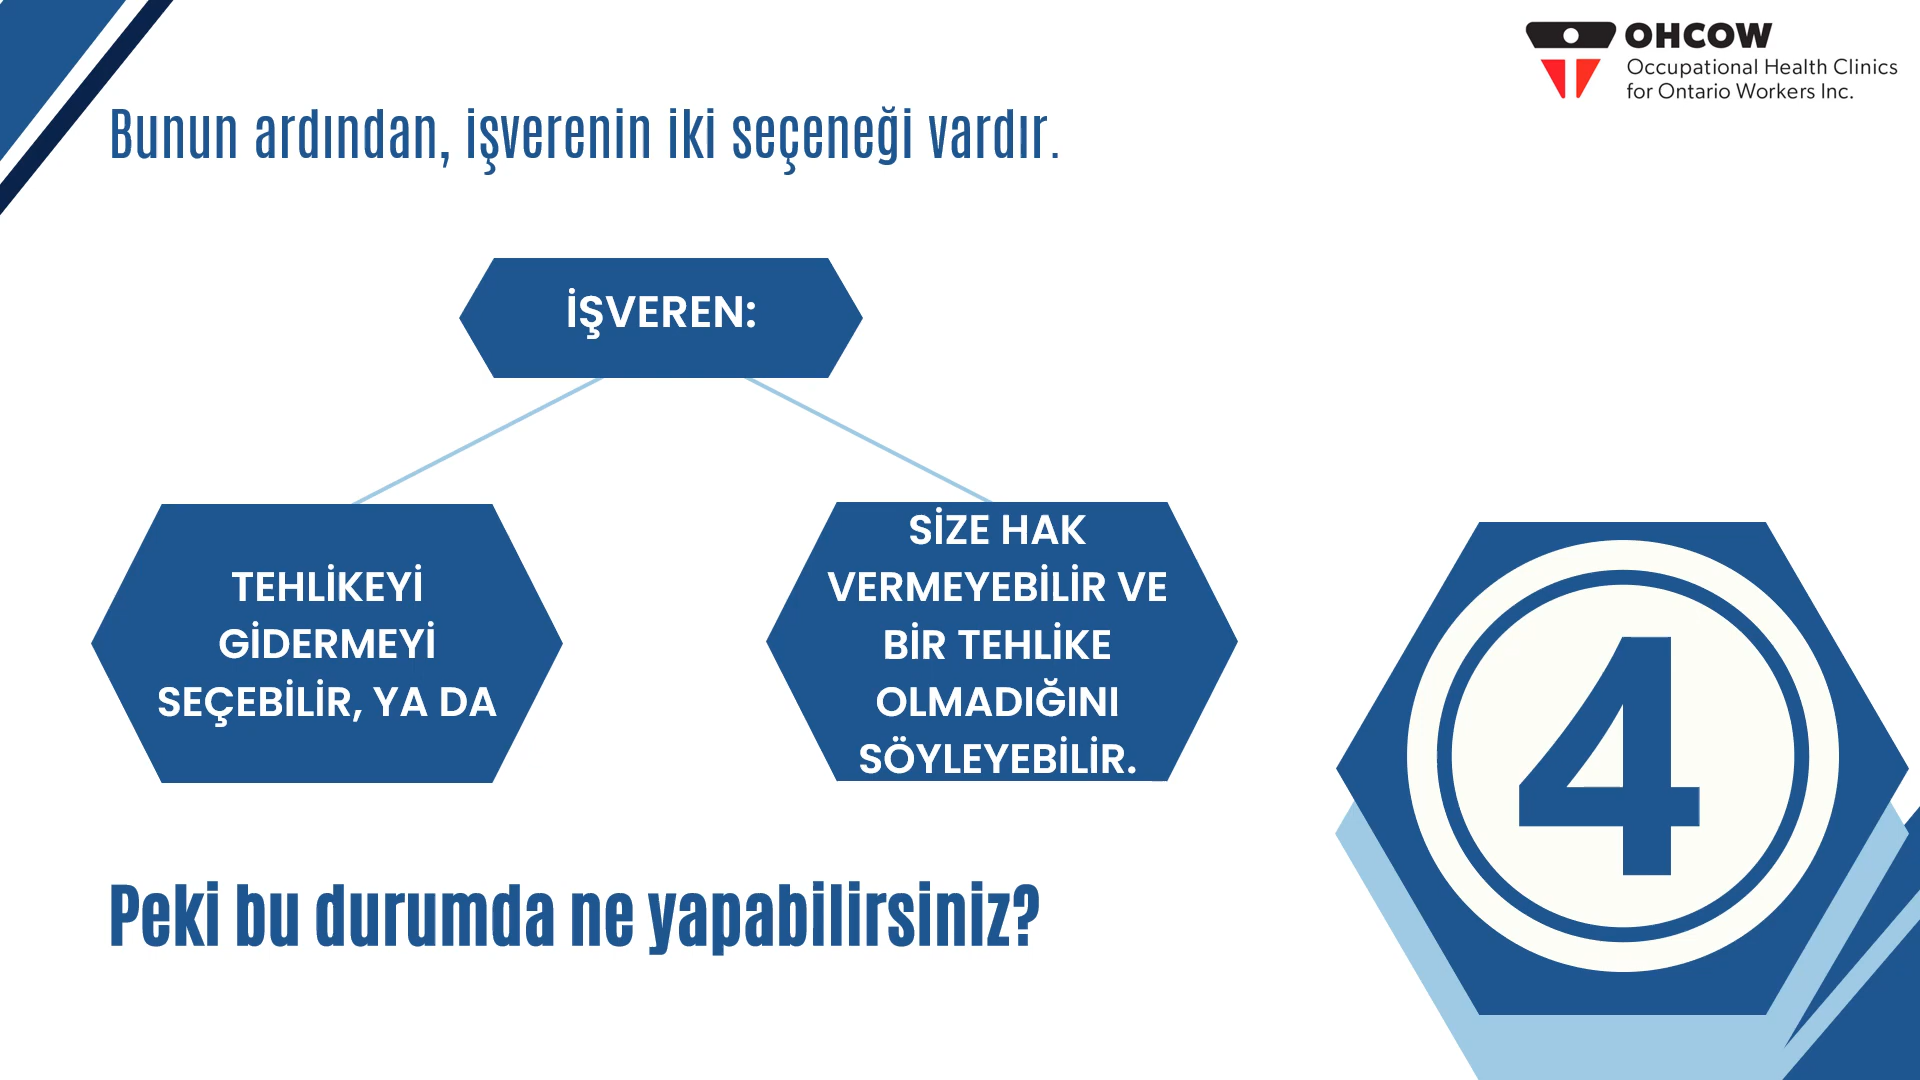 OHCOW
Occupational Health Clinics
for Ontario Workers Inc.
Bunun ardından, işverenin iki seçeneği vardır.
İŞVEREN:
TEHLİKEYİ
GİDERMEYİ
SEÇEBİLİR, YA DA
SİZE HAK
VERMEYEBİLİR VE
BİR TEHLİKE
OLMADIĞINI
SÖYLEYEBİLİR.
4
Peki bu durumda ne yapabilirsiniz?